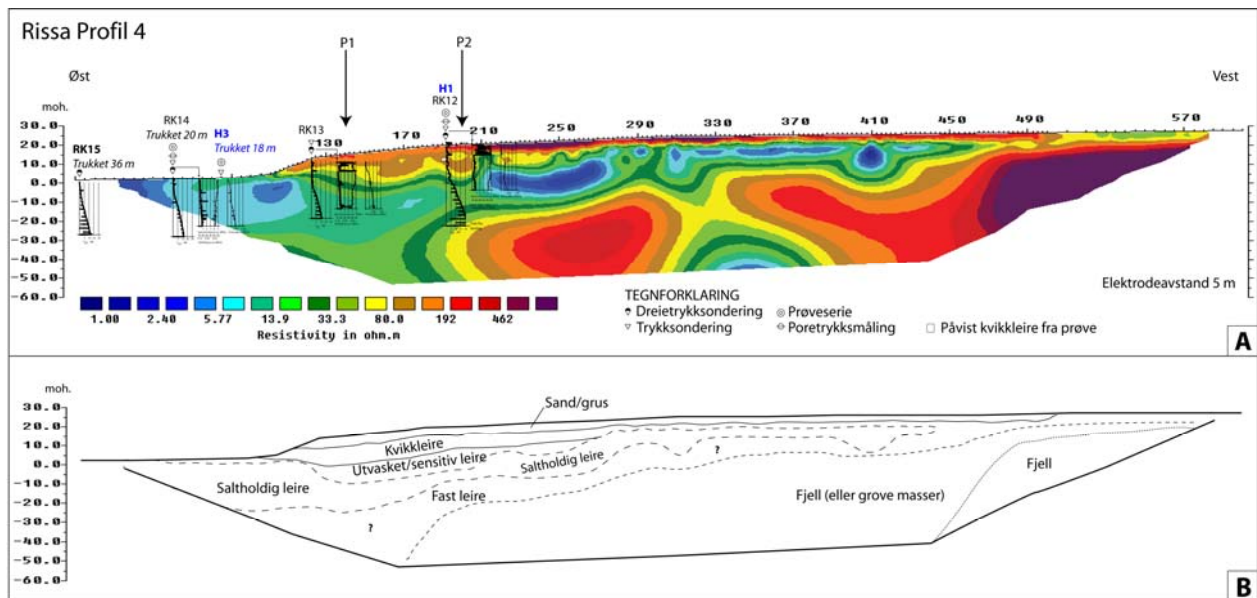 Rissa Profil 4
P1
P2
Øst
Vest
H1
RK12
moh.
RK14
Trukket 20 m
H3
Trukket 18 m
RK13
RK15
Trukket 36 m
130 170 210 250 290 330 370 410 450 490 570
30.0
20.0
10.0
0.0
-10.0
-20.0
-30.0
-40.0
-50.0
-60.0
Elektrodeavstand 5 m
1.00 2.40 5.77 13.9 33.3 80.0 192 462
Resistivity in ohm.m
TEGNFORKLARING
Dreietrykksondering
Prøveserie
Trykksondering
Poretrykksmåling
Påvist kvikkleire fra prøve
A
moh.
30.0
20.0
10.0
0.0
-10.0
-20.0
-30.0
-40.0
-50.0
-60.0
Sand/grus
Kvikkleire
Utvasket/sensitiv leire
Saltholdig leire
Saltholdig leire
?
Fast leire
Fjell (eller grove masser)
Fjell
?
B